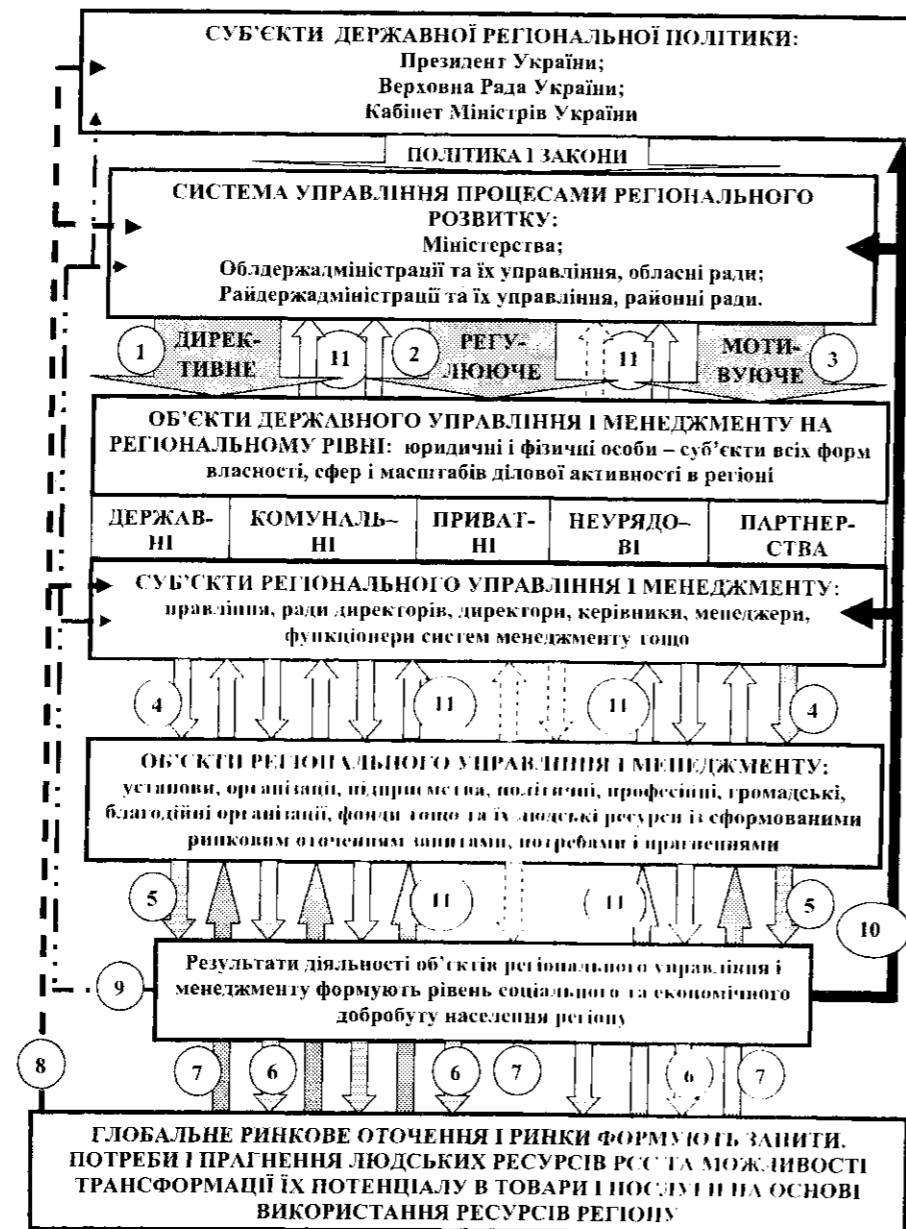 СУБ’ЄКТИ ДЕРЖАВНОЇ РЕГІОНАЛЬНОЇ ПОЛІТИКИ:
Президент України;
Верховна Рада України;
Кабінет Міністрів України
ПОЛІТИКА І ЗАКОНИ
СИСТЕМА УПРАВЛІННЯ ПРОЦЕСАМИ РЕГІОНАЛЬНОГО
РОЗВИТКУ:
Міністерства;
Облдержадміністрації та їх управління, обласні ради;
Райдержадміністрації та їх управління, районні ради.
1 ДИРЕК- 11 2 РЕГУ- 11 МОТИ- 3
ТИВНЕ ЛЮЮЧЕ ВУЮЧЕ
ОБ’ЄКТИ ДЕРЖАВНОГО УПРАВЛІННЯ І МЕНЕДЖМЕНТУ НА
РЕГІОНАЛЬНОМУ РІВНІ: юридичні і фізичні особи – суб’єкти всіх форм
власності, сфер і масштабів ділової активності в регіоні
ДЕРЖАВ- КОМУНАЛЬ– ПРИВАТ- НЕУРЯДО– ПАРТНЕР-
НІ НІ НІ ВІ СТВА
СУБ’ЄКТИ РЕГІОНАЛЬНОГО УПРАВЛІННЯ І МЕНЕДЖМЕНТУ:
правління, ради директорів, директори, керівники, менеджери,
функціонери систем менеджменту тощо
4 11 11 4
ОБ’ЄКТИ РЕГІОНАЛЬНОГО УПРАВЛІННЯ І МЕНЕДЖМЕНТУ:
установи, організації, підприємства, політичні, професійні, громадські,
благодійні організації, фонди тощо та їх людські ресурси із сформованими
ринковим оточенням запитами, потребами і прагненнями
5 11 11 5
10
Результати діяльності об’єктів регіонального управління і
9 менеджменту формують рівень соціального та економічного
добробуту населення регіону
8 7 6 6 7 6 7
ГЛОБАЛЬНЕ РИНКОВЕ ОТОЧЕННЯ І РИНКИ ФОРМУЮТЬ ЗАПИТИ.
ПОТРЕБИ І ПРАГНЕННЯ ЛЮДСЬКИХ РЕСУРСІВ РСС ТА МОЖЛИВОСТІ
ТРАНСФОРМАЦІЇ ЇХ ПОТЕНЦІАЛУ В ТОВАРИ І ПОСЛУГИ НА ОСНОВІ
ВИКОРИСТАННЯ РЕСУРСІВ РЕГІОНУ